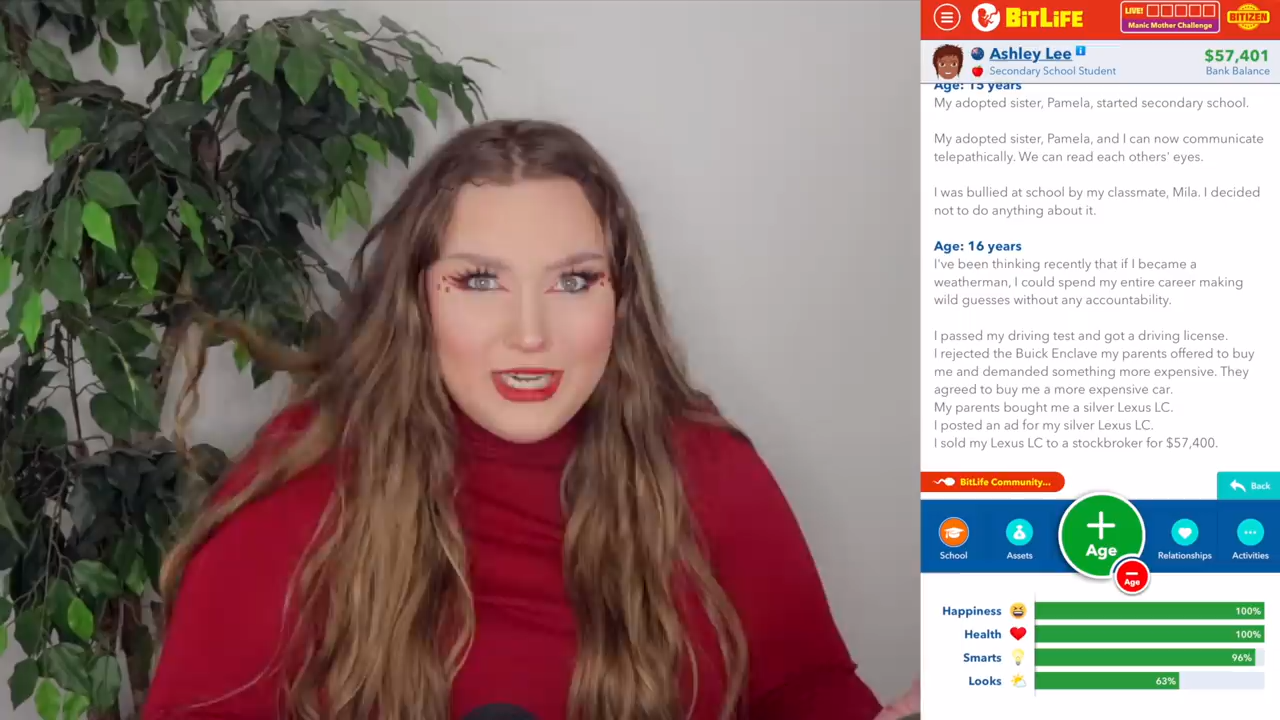 BitLife
LIVE!
Manic Mother Challenge
BITIZEN
Ashley Lee i
Secondary School Student
$57,401
Bank Balance
Age: 15 years
My adopted sister, Pamela, started secondary school.
My adopted sister, Pamela, and I can now communicate
telepathically. We can read each others' eyes.
I was bullied at school by my classmate, Mila. I decided
not to do anything about it.
Age: 16 years
I've been thinking recently that if I became a
weatherman, I could spend my entire career making
wild guesses without any accountability.
I passed my driving test and got a driving license.
I rejected the Buick Enclave my parents offered to buy
me and demanded something more expensive. They
agreed to buy me a more expensive car.
My parents bought me a silver Lexus LC.
I posted an ad for my silver Lexus LC.
I sold my Lexus LC to a stockbroker for $57,400.
BitLife Community...
Back
School
Assets
+
Age
Age
Relationships
Activities
Happiness 100%
Health 100%
Smarts 96%
Looks 63%